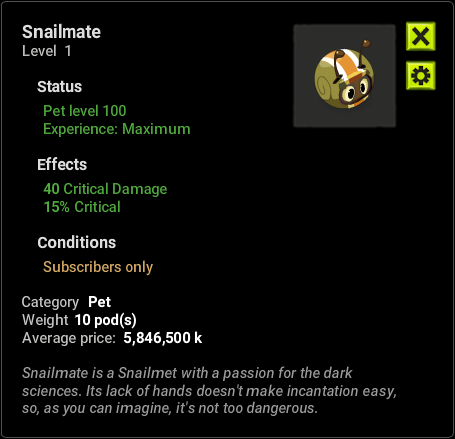 Snailmate
Level 1
Status
Pet level 100
Experience: Maximum
Effects
40 Critical Damage
15% Critical
Conditions
Subscribers only
Category Pet
Weight 10 pod(s)
Average price: 5,846,500 k
Snailmate is a Snailmet with a passion for the dark
sciences. Its lack of hands doesn't make incantation easy,
so, as you can imagine, it's not too dangerous.